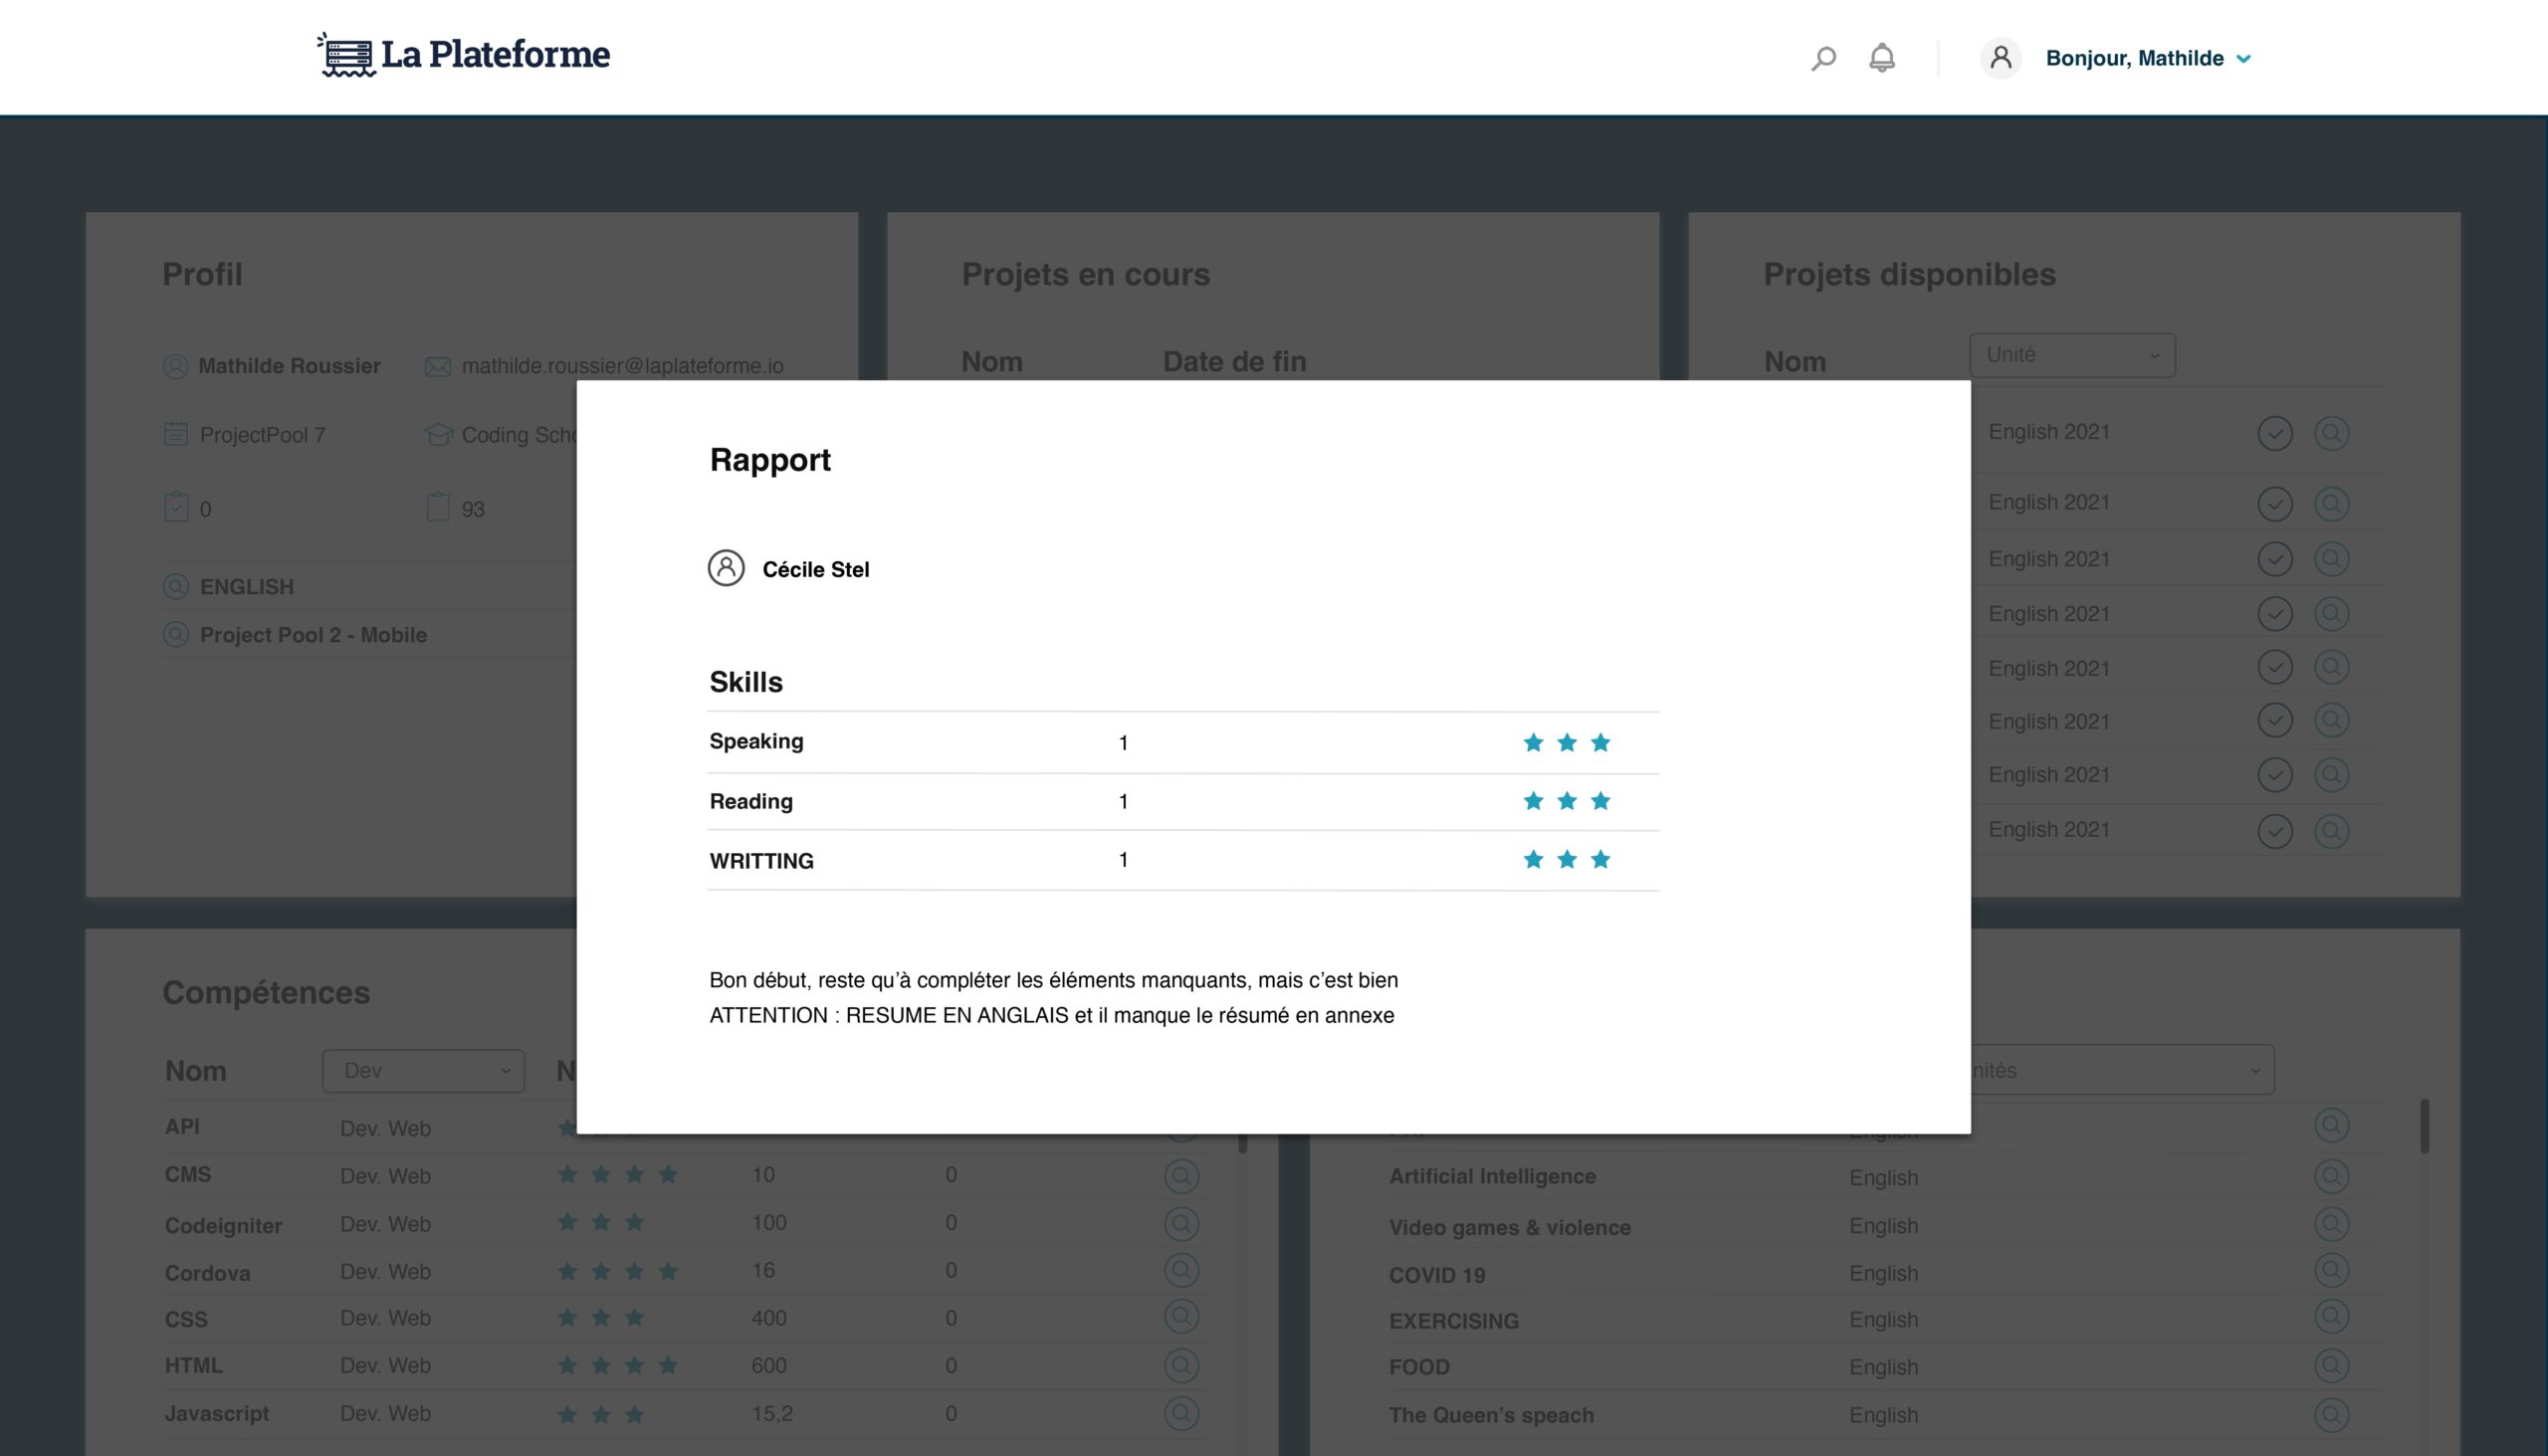 La Plateforme
Bonjour, Mathilde
Profil
Mathilde Roussier mathilde.roussier@laplateforme.io
ProjectPool 7 Coding
0 93
ENGLISH
Project Pool 2 - Mobile
Projets en cours
Nom Date de fin
Projets disponibles
Nom Unité
English 2021
English 2021
English 2021
English 2021
English 2021
English 2021
English 2021
English 2021
Rapport
Cécile Stel
Skills
Speaking 1
Reading 1
WRITTING 1
Bon début, reste qu’à compléter les éléments manquants, mais c’est bien
ATTENTION : RESUME EN ANGLAIS et il manque le résumé en annexe
Compétences
Nom Dev
API Dev. Web
CMS Dev. Web 10 0
Codeigniter Dev. Web 100 0
Cordova Dev. Web 16 0
CSS Dev. Web 400 0
HTML Dev. Web 600 0
Javascript Dev. Web 15,2 0
English
Artificial Intelligence English
Video games & violence English
COVID 19 English
EXERCISING English
FOOD English
The Queen’s speach English